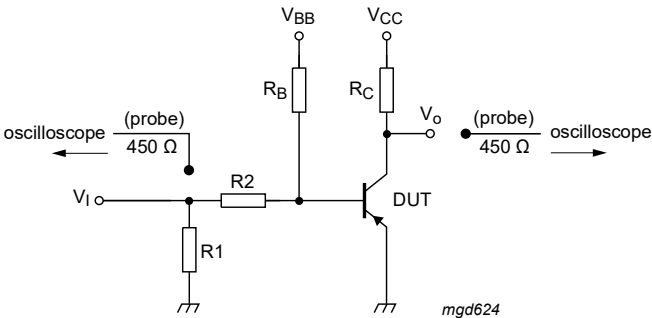 VBB
VCC
RB
RC
Vo
(probe)
450 Ω
oscilloscope
(probe)
450 Ω
oscilloscope
R2
VI
DUT
R1
mgd624